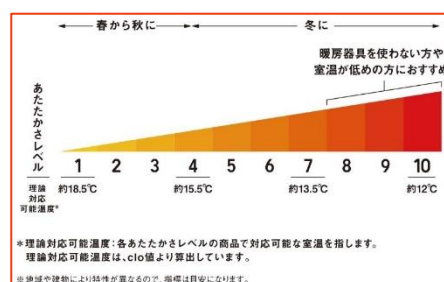 春から秋に
冬に
暖房器具を使わない方や
室温が低めの方におすすめ
あたたかさレベル
1 2 3 4 5 6 7 8 9 10
理論対応可能温度*
約18.5℃ 約15.5℃ 約13.5℃ 約12℃
*理論対応可能温度:各あたたかさレベルの商品で対応可能な室温を指します。
理論対応可能温度は、clo値より算出しています。
※地域や建物により特性が異なるので、指標は目安になります。